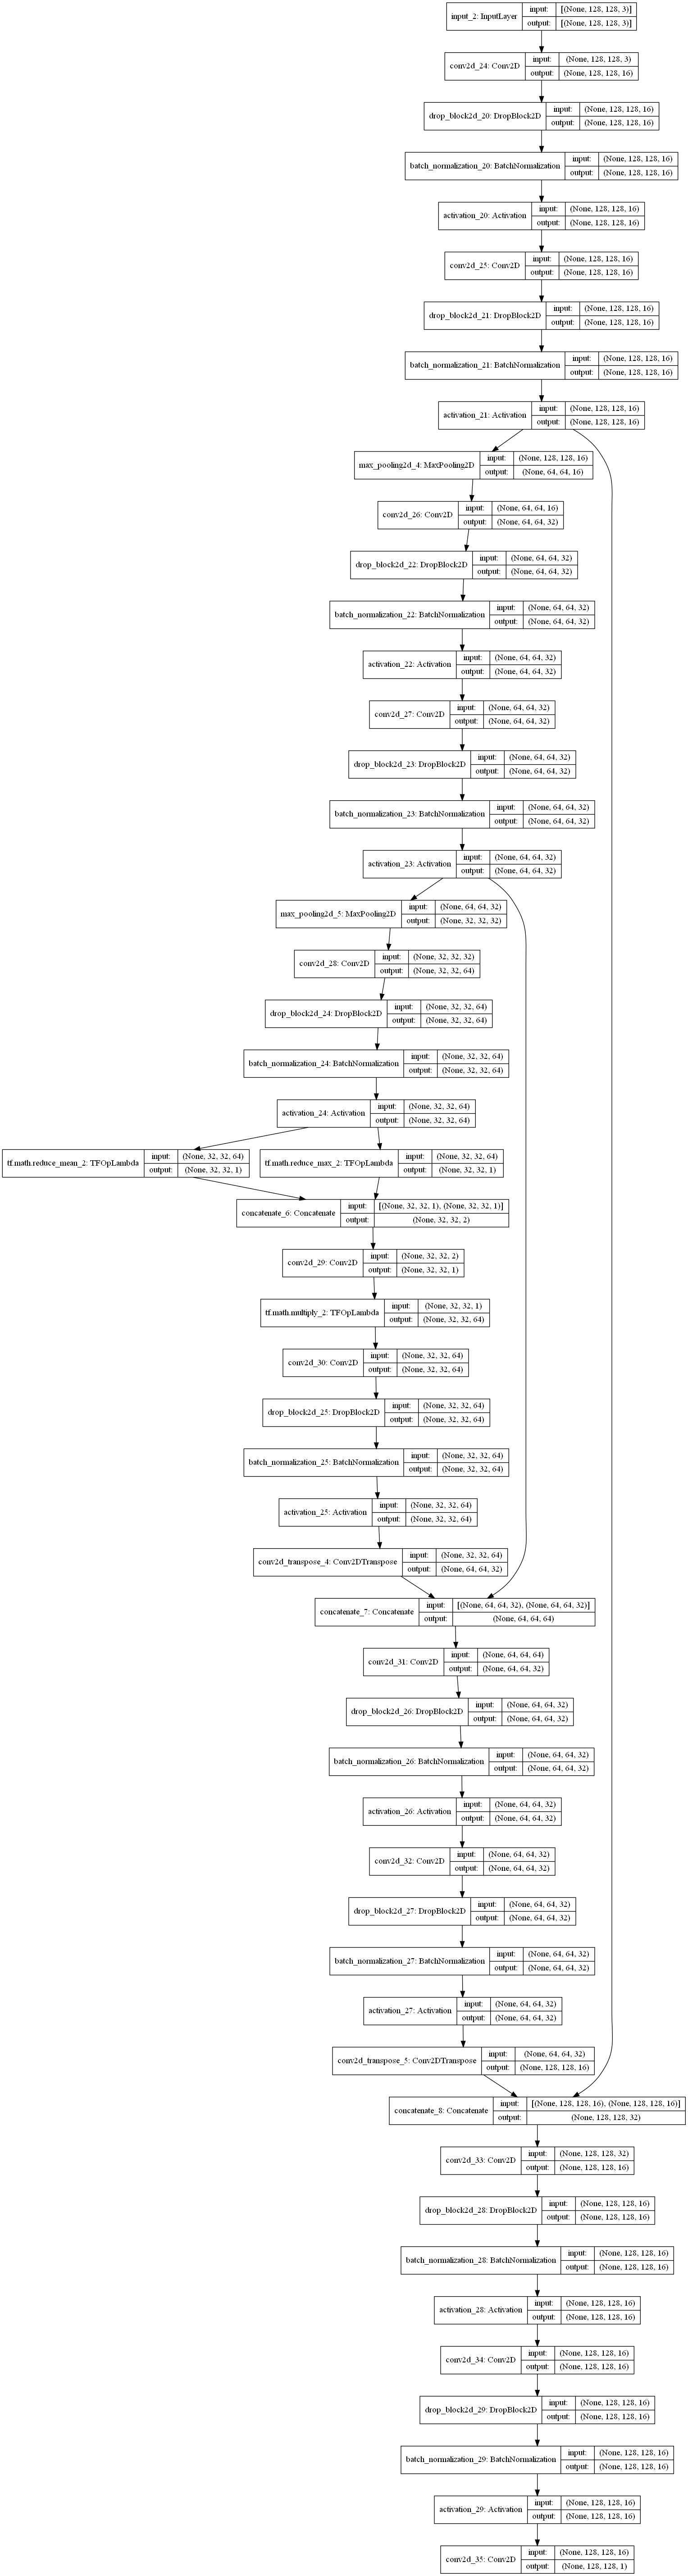 input_2: InputLayer
input: [(None, 128, 128, 3)]
output: [(None, 128, 128, 3)]
conv2d_24: Conv2D
input: (None, 128, 128, 3)
output: (None, 128, 128, 16)
drop_block2d_20: DropBlock2D
input: (None, 128, 128, 16)
output: (None, 128, 128, 16)
batch_normalization_20: BatchNormalization
input: (None, 128, 128, 16)
output: (None, 128, 128, 16)
activation_20: Activation
input: (None, 128, 128, 16)
output: (None, 128, 128, 16)
conv2d_25: Conv2D
input: (None, 128, 128, 16)
output: (None, 128, 128, 16)
drop_block2d_21: DropBlock2D
input: (None, 128, 128, 16)
output: (None, 128, 128, 16)
batch_normalization_21: BatchNormalization
input: (None, 128, 128, 16)
output: (None, 128, 128, 16)
activation_21: Activation
input: (None, 128, 128, 16)
output: (None, 128, 128, 16)
max_pooling2d_4: MaxPooling2D
input: (None, 128, 128, 16)
output: (None, 64, 64, 16)
conv2d_26: Conv2D
input: (None, 64, 64, 16)
output: (None, 64, 64, 32)
drop_block2d_22: DropBlock2D
input: (None, 64, 64, 32)
output: (None, 64, 64, 32)
batch_normalization_22: BatchNormalization
input: (None, 64, 64, 32)
output: (None, 64, 64, 32)
activation_22: Activation
input: (None, 64, 64, 32)
output: (None, 64, 64, 32)
conv2d_27: Conv2D
input: (None, 64, 64, 32)
output: (None, 64, 64, 32)
drop_block2d_23: DropBlock2D
input: (None, 64, 64, 32)
output: (None, 64, 64, 32)
batch_normalization_23: BatchNormalization
input: (None, 64, 64, 32)
output: (None, 64, 64, 32)
activation_23: Activation
input: (None, 64, 64, 32)
output: (None, 64, 64, 32)
max_pooling2d_5: MaxPooling2D
input: (None, 64, 64, 32)
output: (None, 32, 32, 32)
conv2d_28: Conv2D
input: (None, 32, 32, 32)
output: (None, 32, 32, 64)
drop_block2d_24: DropBlock2D
input: (None, 32, 32, 64)
output: (None, 32, 32, 64)
batch_normalization_24: BatchNormalization
input: (None, 32, 32, 64)
output: (None, 32, 32, 64)
activation_24: Activation
input: (None, 32, 32, 64)
output: (None, 32, 32, 64)
tf.math.reduce_mean_2: TFOpLambda
input: (None, 32, 32, 64)
output: (None, 32, 32, 1)
tf.math.reduce_max_2: TFOpLambda
input: (None, 32, 32, 64)
output: (None, 32, 32, 1)
concatenate_6: Concatenate
input: [(None, 32, 32, 1), (None, 32, 32, 1)]
output: (None, 32, 32, 2)
conv2d_29: Conv2D
input: (None, 32, 32, 2)
output: (None, 32, 32, 1)
tf.math.multiply_2: TFOpLambda
input: (None, 32, 32, 1)
output: (None, 32, 32, 64)
conv2d_30: Conv2D
input: (None, 32, 32, 64)
output: (None, 32, 32, 64)
drop_block2d_25: DropBlock2D
input: (None, 32, 32, 64)
output: (None, 32, 32, 64)
batch_normalization_25: BatchNormalization
input: (None, 32, 32, 64)
output: (None, 32, 32, 64)
activation_25: Activation
input: (None, 32, 32, 64)
output: (None, 32, 32, 64)
conv2d_transpose_4: Conv2DTranspose
input: (None, 32, 32, 64)
output: (None, 64, 64, 32)
concatenate_7: Concatenate
input: [(None, 64, 64, 32), (None, 64, 64, 32)]
output: (None, 64, 64, 64)
conv2d_31: Conv2D
input: (None, 64, 64, 64)
output: (None, 64, 64, 32)
drop_block2d_26: DropBlock2D
input: (None, 64, 64, 32)
output: (None, 64, 64, 32)
batch_normalization_26: BatchNormalization
input: (None, 64, 64, 32)
output: (None, 64, 64, 32)
activation_26: Activation
input: (None, 64, 64, 32)
output: (None, 64, 64, 32)
conv2d_32: Conv2D
input: (None, 64, 64, 32)
output: (None, 64, 64, 32)
drop_block2d_27: DropBlock2D
input: (None, 64, 64, 32)
output: (None, 64, 64, 32)
batch_normalization_27: BatchNormalization
input: (None, 64, 64, 32)
output: (None, 64, 64, 32)
activation_27: Activation
input: (None, 64, 64, 32)
output: (None, 64, 64, 32)
conv2d_transpose_5: Conv2DTranspose
input: (None, 64, 64, 32)
output: (None, 128, 128, 16)
concatenate_8: Concatenate
input: [(None, 128, 128, 16), (None, 128, 128, 16)]
output: (None, 128, 128, 32)
conv2d_33: Conv2D
input: (None, 128, 128, 32)
output: (None, 128, 128, 16)
drop_block2d_28: DropBlock2D
input: (None, 128, 128, 16)
output: (None, 128, 128, 16)
batch_normalization_28: BatchNormalization
input: (None, 128, 128, 16)
output: (None, 128, 128, 16)
activation_28: Activation
input: (None, 128, 128, 16)
output: (None, 128, 128, 16)
conv2d_34: Conv2D
input: (None, 128, 128, 16)
output: (None, 128, 128, 16)
drop_block2d_29: DropBlock2D
input: (None, 128, 128, 16)
output: (None, 128, 128, 16)
batch_normalization_29: BatchNormalization
input: (None, 128, 128, 16)
output: (None, 128, 128, 16)
activation_29: Activation
input: (None, 128, 128, 16)
output: (None, 128, 128, 16)
conv2d_35: Conv2D
input: (None, 128, 128, 16)
output: (None, 128, 128, 1)